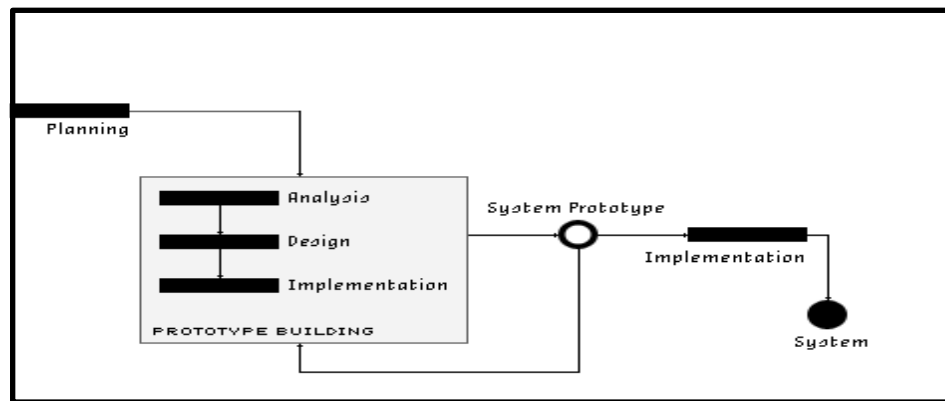 Planning
Analysis
System Prototype
Design
Implementation
Implementation
PROTOTYPE BUILDING
System